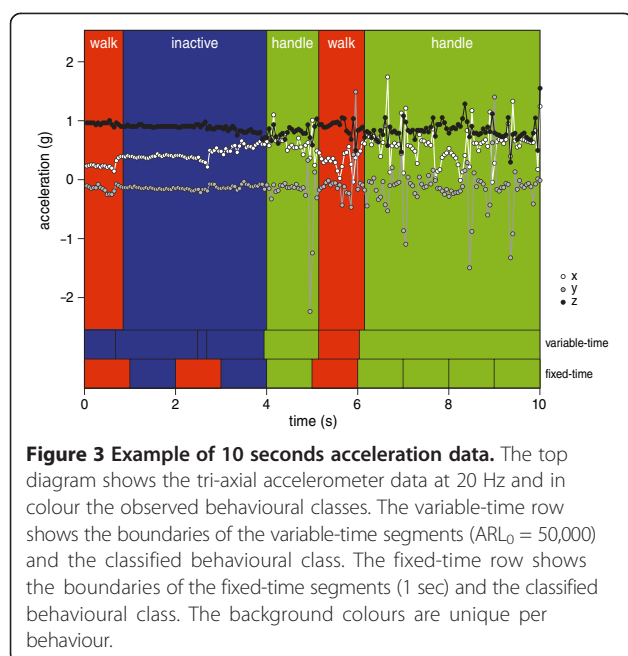 walk inactive handle walk handle
2
1
0
-1
-2
acceleration (g)
x
y
z
variable-time
fixed-time
0 2 4 6 8 10
time (s)
Figure 3 Example of 10 seconds acceleration data. The top
diagram shows the tri-axial accelerometer data at 20 Hz and in
colour the observed behavioural classes. The variable-time row
shows the boundaries of the variable-time segments (ARL₀ = 50,000)
and the classified behavioural class. The fixed-time row shows
the boundaries of the fixed-time segments (1 sec) and the classified
behavioural class. The background colours are unique per
behaviour.